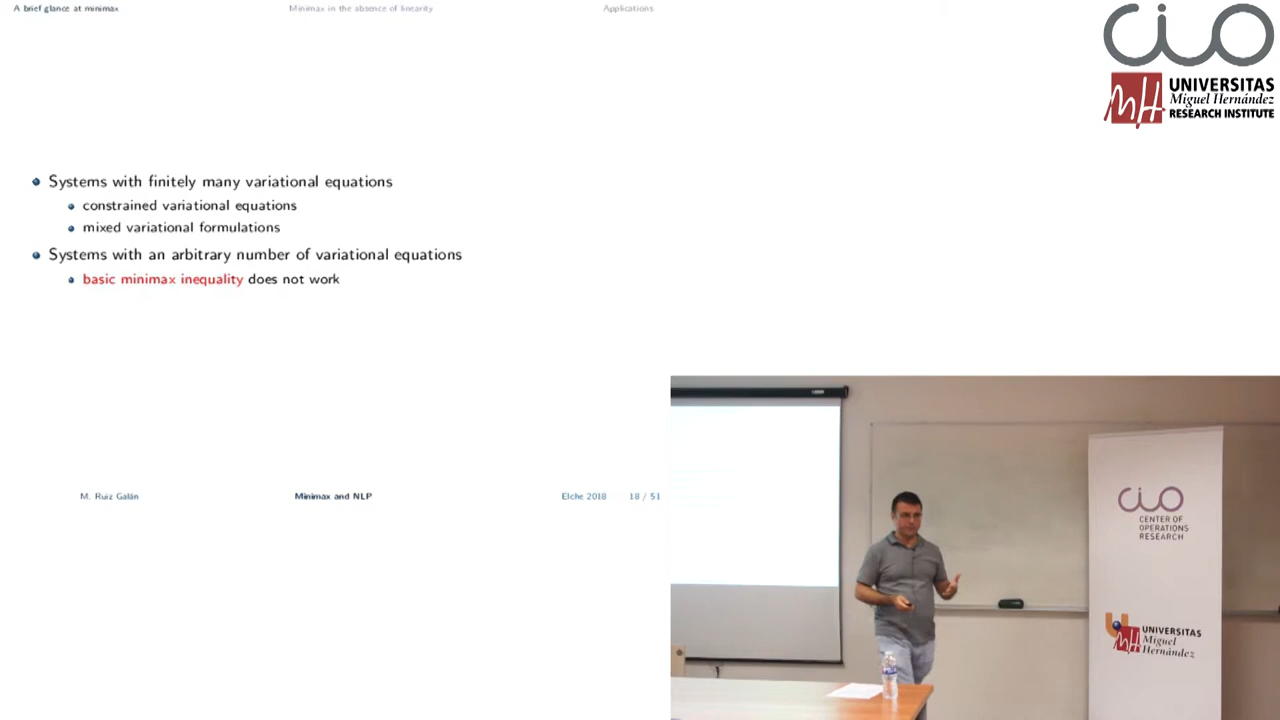 A brief glance at minimax
Minimax in the absence of linearity
Applications
Systems with finitely many variational equations
constrained variational equations
mixed variational formulations
Systems with an arbitrary number of variational equations
basic minimax inequality does not work
M. Ruiz Galán
Minimax and NLP
Elche 2018
18 / 51
CIO
UNIVERSITAS
Miguel Hernández
RESEARCH INSTITUTE
CIO
CENTER OF
OPERATIONS
RESEARCH
UNIVERSITAS
Miguel
Hernández